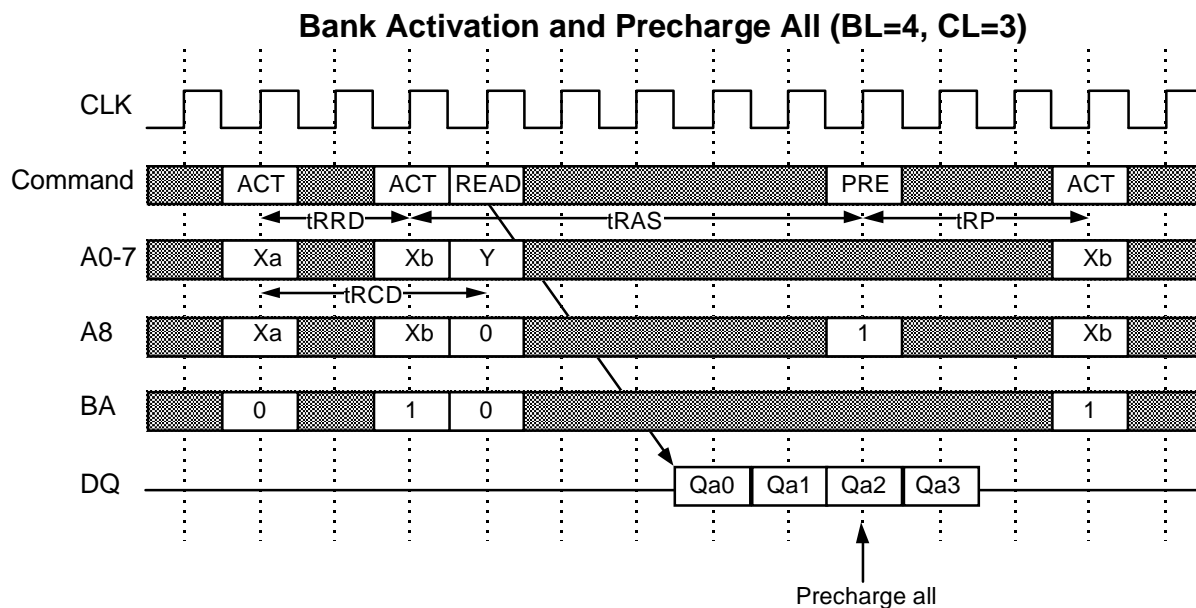 Bank Activation and Precharge All (BL=4, CL=3)
CLK
Command ACT ACT READ PRE ACT
tRRD tRAS tRP
A0-7 Xa Xb Y Xb
tRCD
A8 Xa Xb 0 1 Xb
BA 0 1 0 1
DQ Qa0 Qa1 Qa2 Qa3
Precharge all